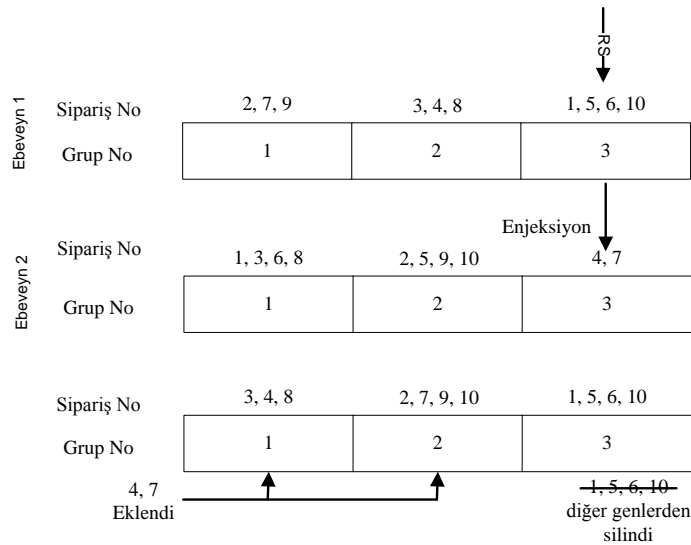 RS
Ebeveyn 1
Sipariş No 2, 7, 9 3, 4, 8 1, 5, 6, 10
Grup No 1 2 3
Enjeksiyon
Ebeveyn 2
Sipariş No 1, 3, 6, 8 2, 5, 9, 10 4, 7
Grup No 1 2 3
Sipariş No 3, 4, 8 2, 7, 9, 10 1, 5, 6, 10
Grup No 1 2 3
4, 7
Eklendi
1, 5, 6, 10
diğer genlerden
silindi